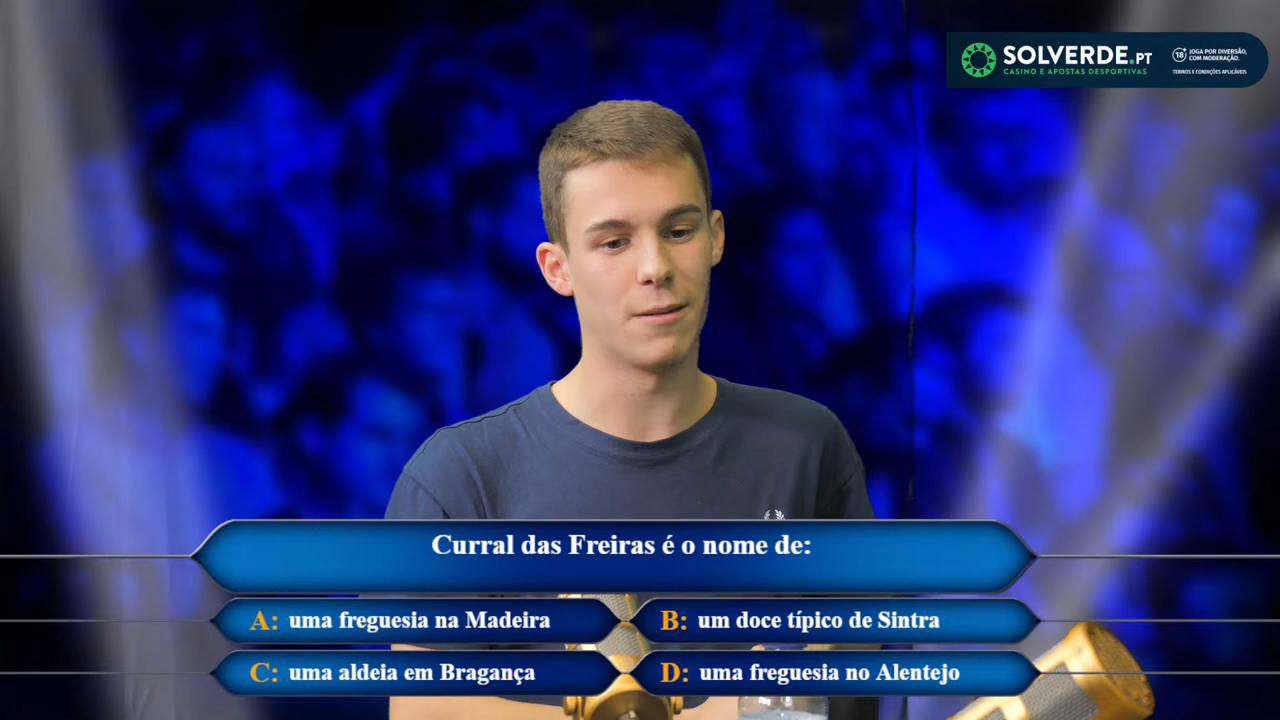 SOLVERDE.PT
CASINO E APOSTAS DESPORTIVAS
18+
JOGA POR DIVERSÃO,
COM MODERAÇÃO.
TERMOS E CONDIÇÕES APLICÁVEIS
Curral das Freiras é o nome de:
A: uma freguesia na Madeira
B: um doce típico de Sintra
C: uma aldeia em Bragança
D: uma freguesia no Alentejo